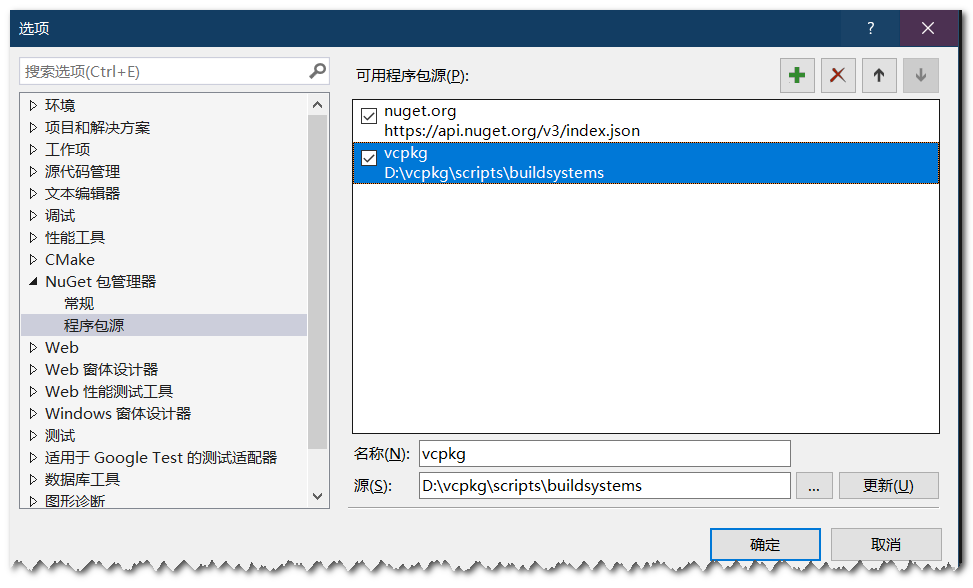 选项
搜索选项(Ctrl+E)
环境
项目和解决方案
工作项
源代码管理
文本编辑器
调试
性能工具
CMake
NuGet 包管理器
常规
程序包源
Web
Web 窗体设计器
Web 性能测试工具
Windows 窗体设计器
测试
适用于 Google Test 的测试适配器
数据库工具
图形诊断
可用程序包源(P):
nuget.org
https://api.nuget.org/v3/index.json
vcpkg
D:\vcpkg\scripts\buildsystems
名称(N): vcpkg
源(S): D:\vcpkg\scripts\buildsystems ... 更新(U)
确定 取消